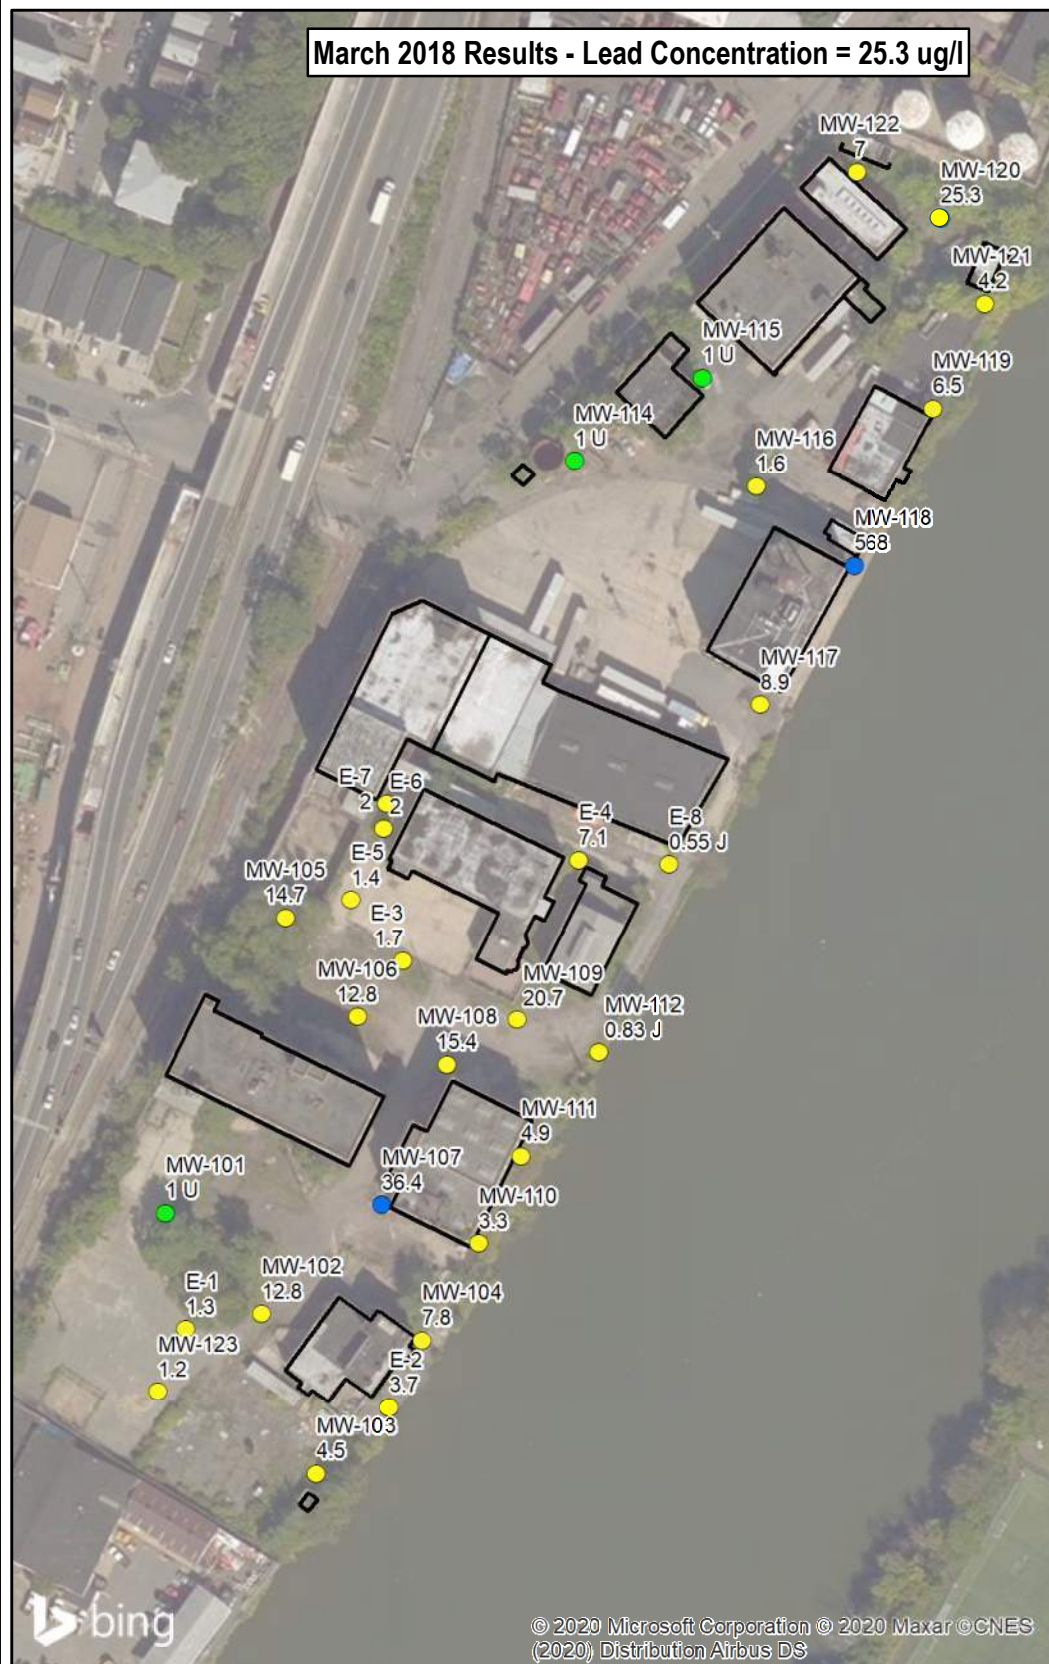 March 2018 Results - Lead Concentration = 25.3 ug/l
MW-122
7
MW-120
25.3
MW-121
4.2
MW-115
1 U
MW-119
6.5
MW-114
1 U
MW-116
1.6
MW-118
568
MW-117
8.9
E-7
2
E-6
2
E-4
7.1
E-8
0.55 J
E-5
1.4
MW-105
14.7
E-3
1.7
MW-106
12.8
MW-109
20.7
MW-112
0.83 J
MW-108
15.4
MW-111
4.9
MW-107
36.4
MW-101
1 U
MW-110
3.3
MW-102
12.8
E-1
1.3
MW-104
7.8
MW-123
1.2
E-2
3.7
MW-103
4.5
bing
© 2020 Microsoft Corporation © 2020 Maxar ©CNES
(2020) Distribution Airbus DS